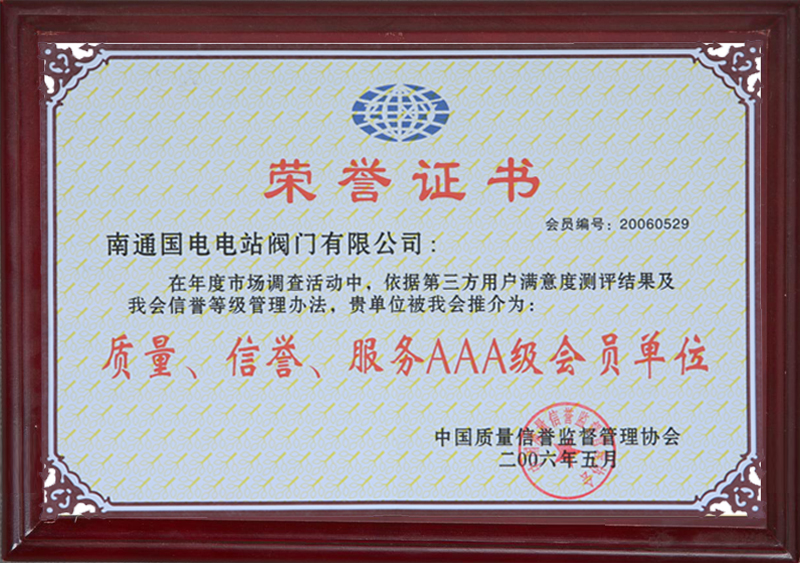 荣誉证书
会员编号：20060529
南通国电电站阀门有限公司：
在年度市场调查活动中，依据第三方用户满意度测评结果及
我会信誉等级管理办法，贵单位被我会推介为：
质量、信誉、服务AAA级会员单位
中国质量信誉监督管理协会
二00六年五月